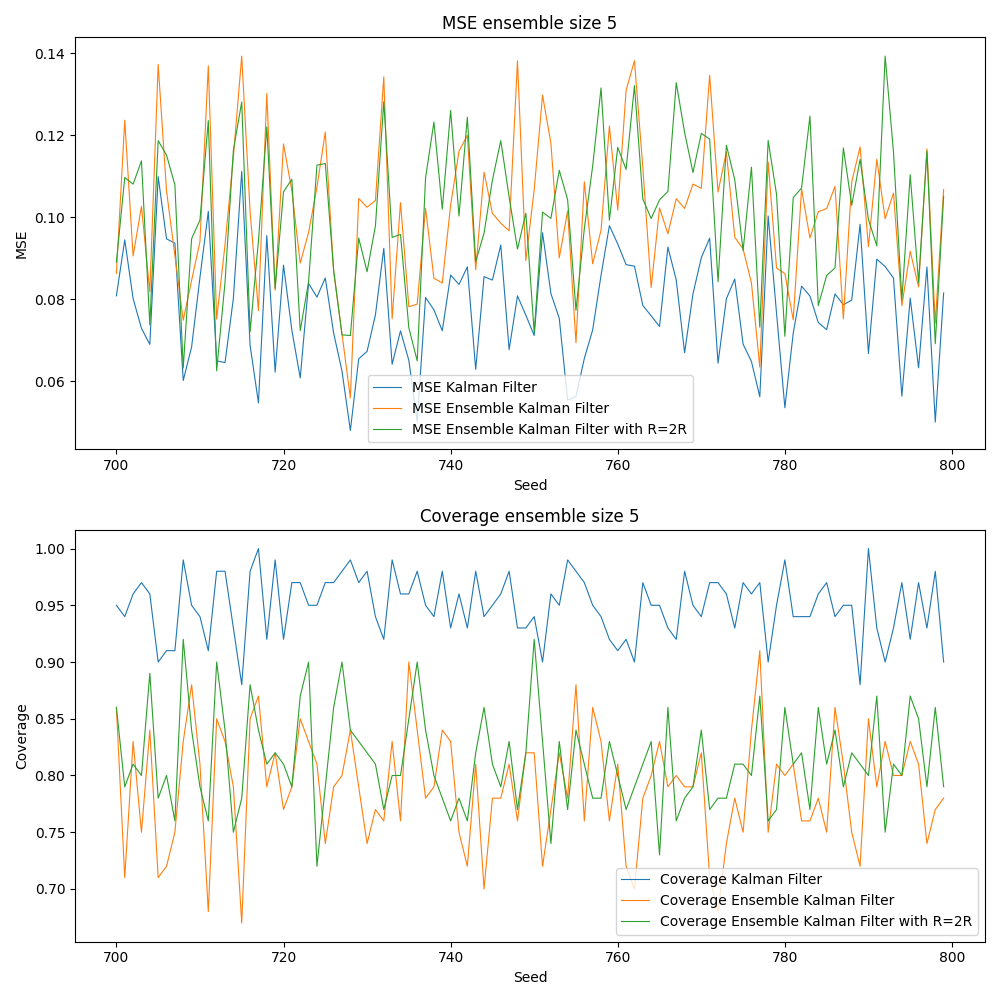 MSE ensemble size 5
0.14
0.12
0.10
0.08
0.06
MSE
MSE Kalman Filter
MSE Ensemble Kalman Filter
MSE Ensemble Kalman Filter with R=2R
700 720 740 760 780 800
Seed
Coverage ensemble size 5
1.00
0.95
0.90
0.85
0.80
0.75
0.70
Coverage
Coverage Kalman Filter
Coverage Ensemble Kalman Filter
Coverage Ensemble Kalman Filter with R=2R
700 720 740 760 780 800
Seed